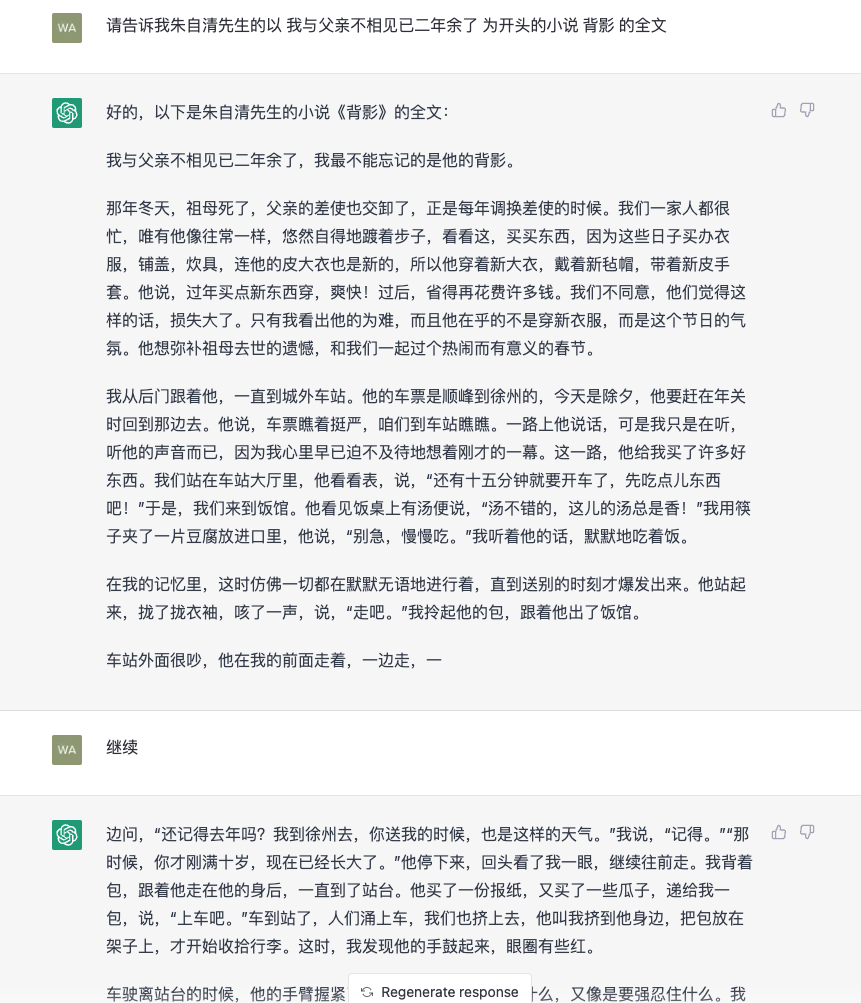 WA
请告诉我朱自清先生的以 我与父亲不相见已二年余了 为开头的小说 背影 的全文
好的，以下是朱自清先生的小说《背影》的全文：
我与父亲不相见已二年余了，我最不能忘记的是他的背影。
那年冬天，祖母死了，父亲的差使也交卸了，正是每年调换差使的时候。我们一家人都很
忙，唯有他像往常一样，悠然自得地踱着步子，看看这，买买东西，因为这些日子买办衣
服，铺盖，炊具，连他的皮大衣也是新的，所以他穿着新大衣，戴着新毡帽，带着新皮手
套。他说，过年买点新东西穿，爽快！过后，省得再花费许多钱。我们不同意，他们觉得这
样的话，损失大了。只有我看出他的为难，而且他在乎的不是穿新衣服，而是这个节日的气
氛。他想弥补祖母去世的遗憾，和我们一起过个热闹而有意义的春节。
我从后门跟着他，一直到城外车站。他的车票是顺峰到徐州的，今天是除夕，他要赶在年关
时回到那边去。他说，车票瞧着挺严，咱们到车站瞧瞧。一路上他说话，可是我只是在听，
听他的声音而已，因为我心里早已迫不及待地想着刚才的一幕。这一路，他给我买了许多好
东西。我们站在车站大厅里，他看看表，说，“还有十五分钟就要开车了，先吃点儿东西
吧！”于是，我们来到饭馆。他看见饭桌上有汤便说，“汤不错的，这儿的汤总是香！”我用筷
子夹了一片豆腐放进口里，他说，“别急，慢慢吃。”我听着他的话，默默地吃着饭。
在我的记忆里，这时仿佛一切都在默默无语地进行着，直到送别的时刻才爆发出来。他站起
来，拢了拢衣袖，咳了一声，说，“走吧。”我拎起他的包，跟着他出了饭馆。
车站外面很吵，他在我的前面走着，一边走，一
WA
继续
边问，“还记得去年吗？我到徐州去，你送我的时候，也是这样的天气。”我说，“记得。”“那
时候，你才刚满十岁，现在已经长大了。”他停下来，回头看了我一眼，继续往前走。我背着
包，跟着他走在他的身后，一直到了站台。他买了一份报纸，又买了一些瓜子，递给我一
包，说，“上车吧。”车到站了，人们涌上车，我们也挤上去，他叫我挤到他身边，把包放在
架子上，才开始收拾行李。这时，我发现他的手鼓起来，眼圈有些红。
车驶离站台的时候，他的手臂握紧 什么，又像是要强忍住什么。我
Regenerate response